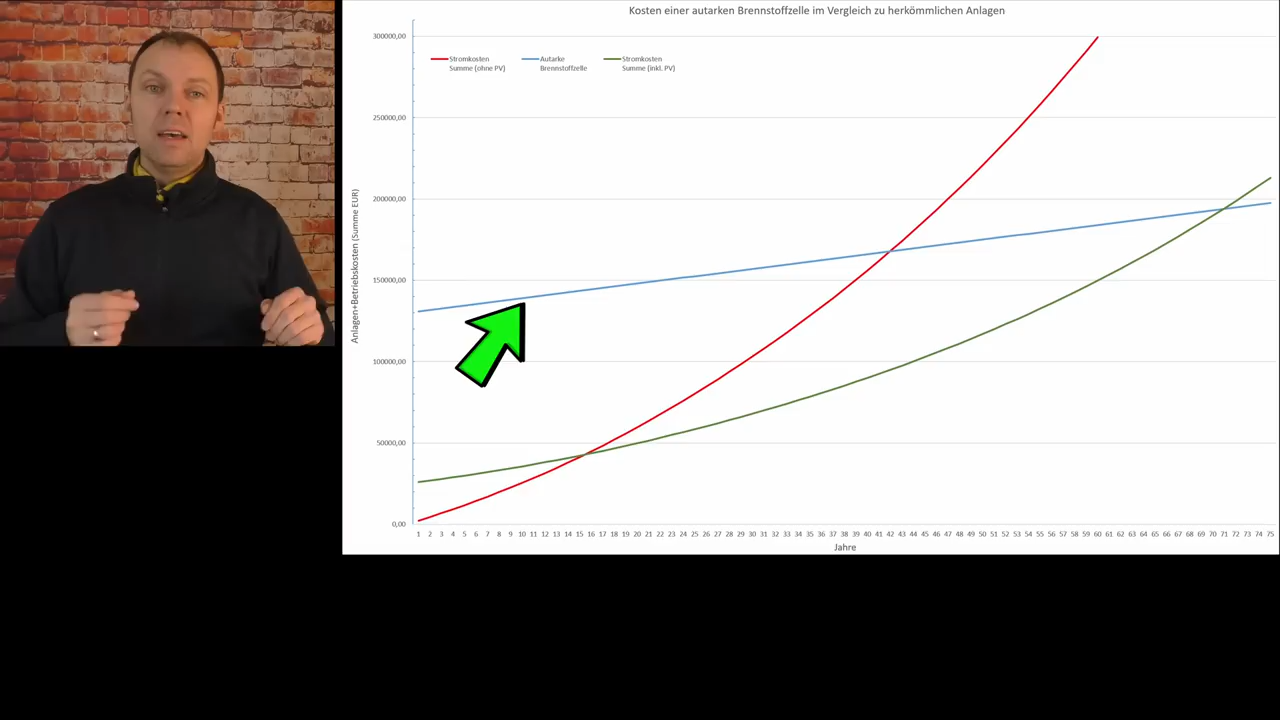 Kosten einer autarken Brennstoffzelle im Vergleich zu herkömmlichen Anlagen
Stromkosten
Summe (ohne PV)
Autarke
Brennstoffzelle
Stromkosten
Summe (inkl. PV)
Anlagen+Betriebskosten (Summe EUR)
300000,00
250000,00
200000,00
150000,00
100000,00
50000,00
0,00
1 2 3 4 5 6 7 8 9 10 11 12 13 14 15 16 17 18 19 20 21 22 23 24 25 26 27 28 29 30 31 32 33 34 35 36 37 38 39 40 41 42 43 44 45 46 47 48 49 50 51 52 53 54 55 56 57 58 59 60 61 62 63 64 65 66 67 68 69 70 71 72 73 74 75
Jahre